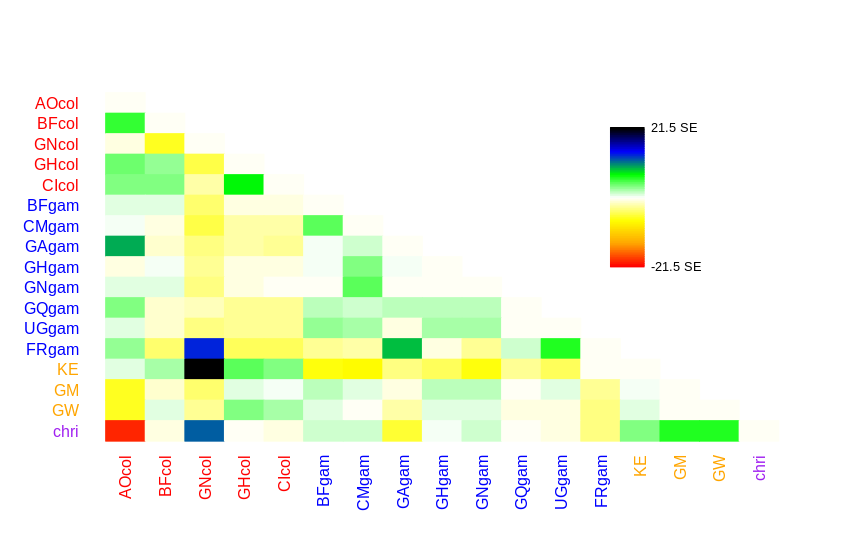 AOcol
BFcol
GNcol
GHcol
CIcol
BFgam
CMgam
GAgam
GHgam
GNgam
GQgam
UGgam
FRgam
KE
GM
GW
chri
21.5 SE
-21.5 SE
AOcol
BFcol
GNcol
GHcol
CIcol
BFgam
CMgam
GAgam
GHgam
GNgam
GQgam
UGgam
FRgam
KE
GM
GW
chri